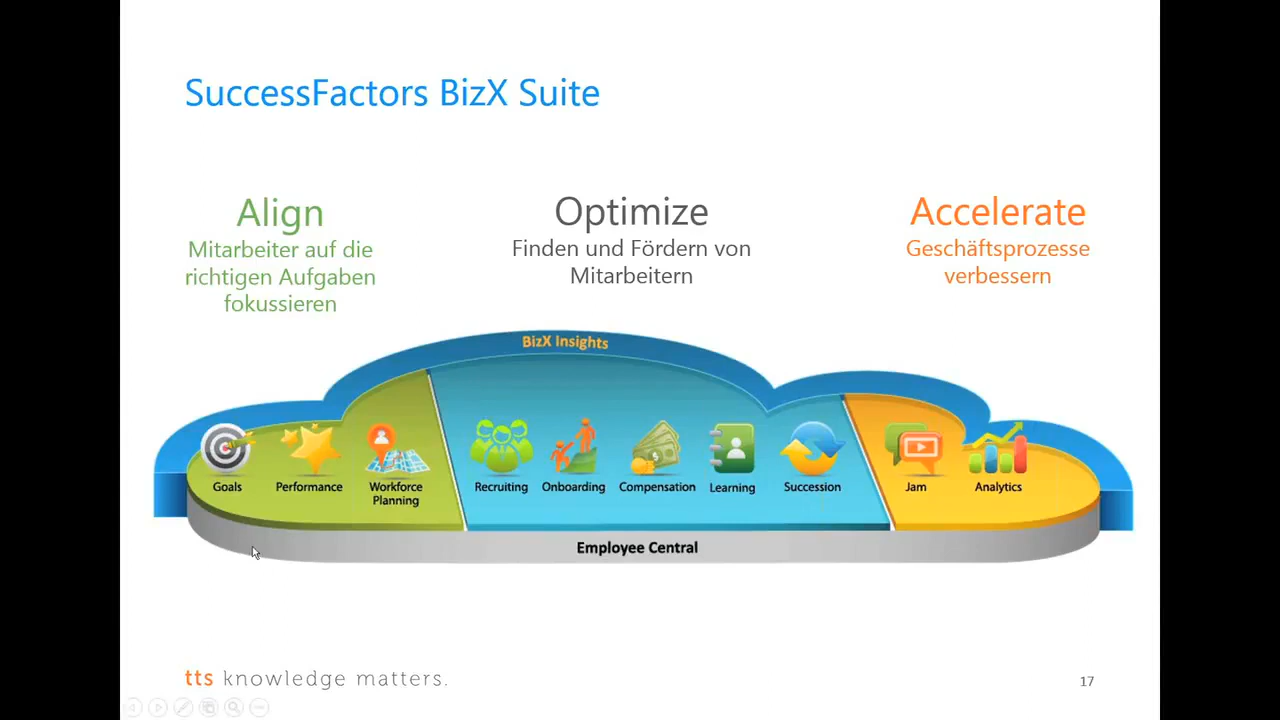 SuccessFactors BizX Suite
Align
Mitarbeiter auf die
richtigen Aufgaben
fokussieren
Optimize
Finden und Fördern von
Mitarbeitern
Accelerate
Geschäftsprozesse
verbessern
BizX Insights
Goals
Performance
Workforce
Planning
Recruiting
Onboarding
Compensation
Learning
Succession
Jam
Analytics
Employee Central
tts knowledge matters.
17